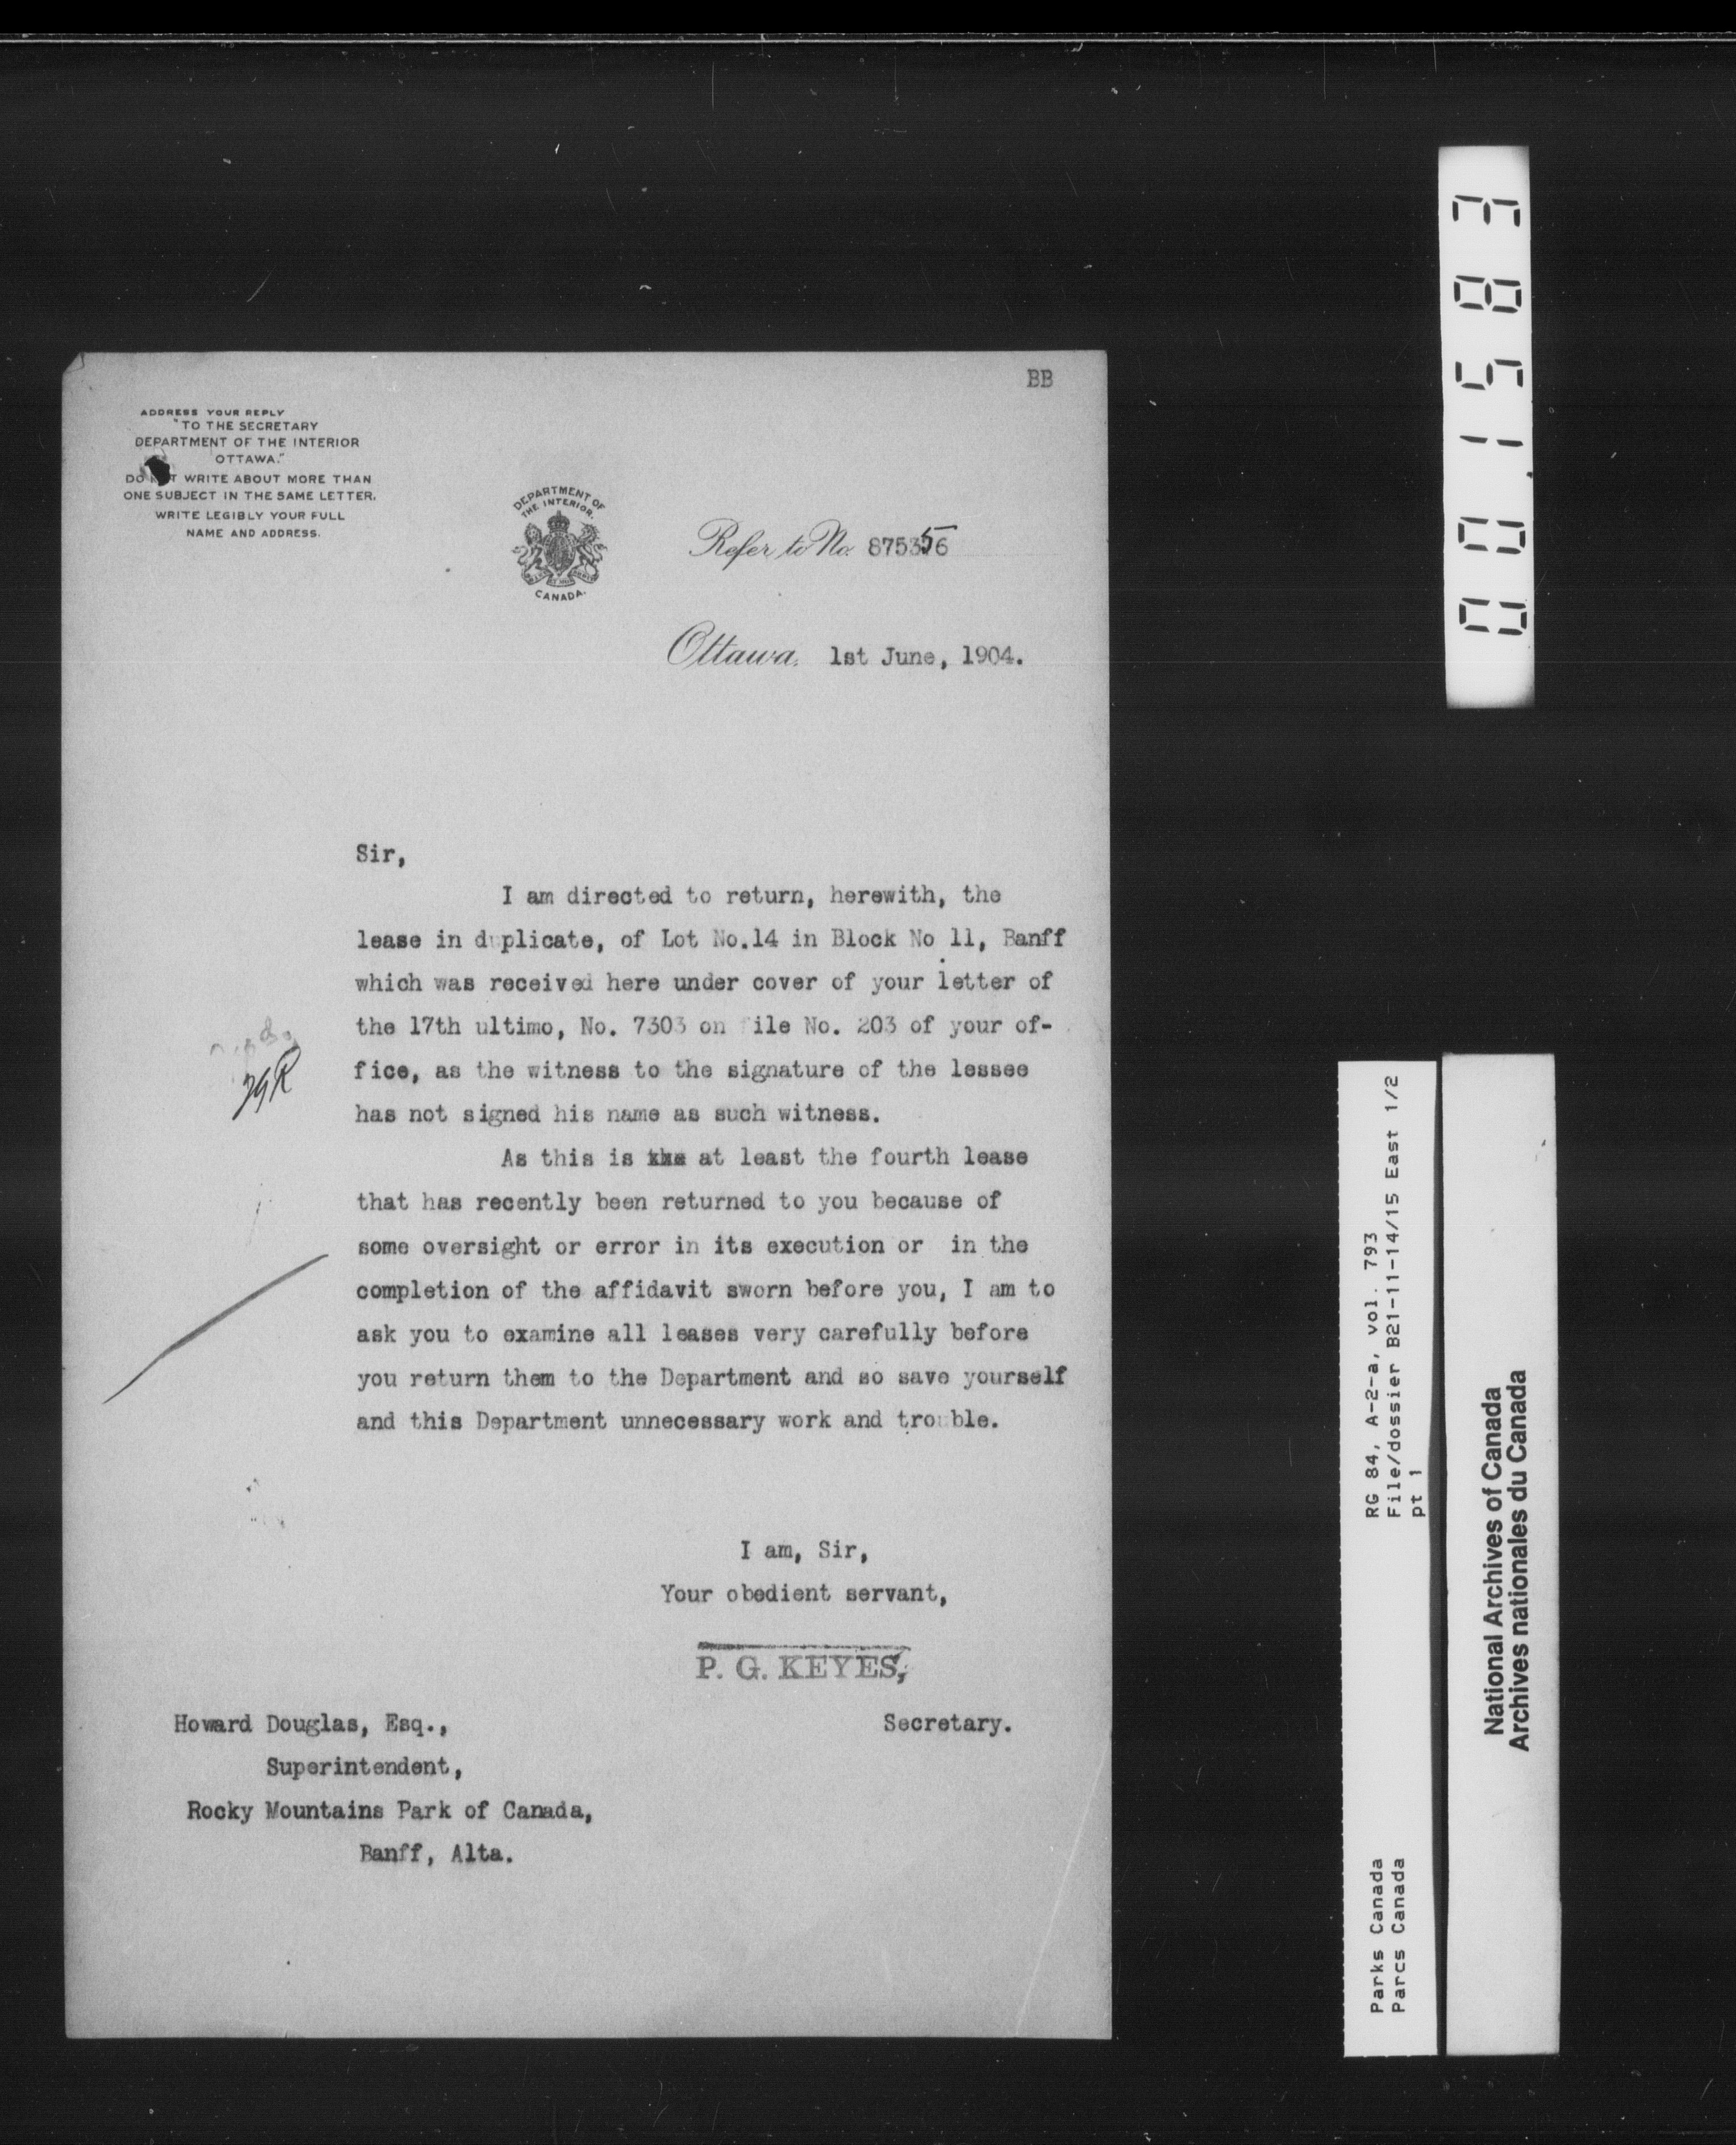 BB
ADDRESS YOUR REPLY
"TO THE SECRETARY
DEPARTMENT OF THE INTERIOR
OTTAWA."
DO NOT WRITE ABOUT MORE THAN
ONE SUBJECT IN THE SAME LETTER.
WRITE LEGIBLY YOUR FULL
NAME AND ADDRESS.
DEPARTMENT OF
THE INTERIOR.
CANADA.
Refer to No. 875356
Ottawa, 1st June, 1904.
Sir,
I am directed to return, herewith, the
lease in duplicate, of Lot No.14 in Block No 11, Banff
which was received here under cover of your letter of
the 17th ultimo, No. 7303 on file No. 203 of your of-
fice, as the witness to the signature of the lessee
has not signed his name as such witness.
As this is the at least the fourth lease
that has recently been returned to you because of
some oversight or error in its execution or in the
completion of the affidavit sworn before you, I am to
ask you to examine all leases very carefully before
you return them to the Department and so save yourself
and this Department unnecessary work and trouble.
I am, Sir,
Your obedient servant,
P. G. KEYES,
Secretary.
Howard Douglas, Esq.,
Superintendent,
Rocky Mountains Park of Canada,
Banff, Alta.
001583
RG 84, A-2-a, vol. 793
File/dossier B21-111-14/15 East 1/2
pt 1
Parks Canada
Parcs Canada
National Archives of Canada
Archives nationales du Canada